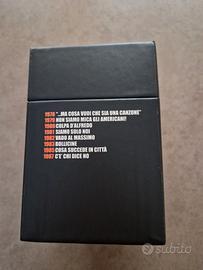 1978 "...MA COSA VUOI CHE SIA UNA CANZONE"
1979 NON SIAMO MICA GLI AMERICANI!
1980 COLPA D'ALFREDO
1981 SIAMO SOLO NOI
1982 VADO AL MASSIMO
1983 BOLLICINE
1985 COSA SUCCEDE IN CITTÀ
1987 C'E' CHI DICE NO
subito